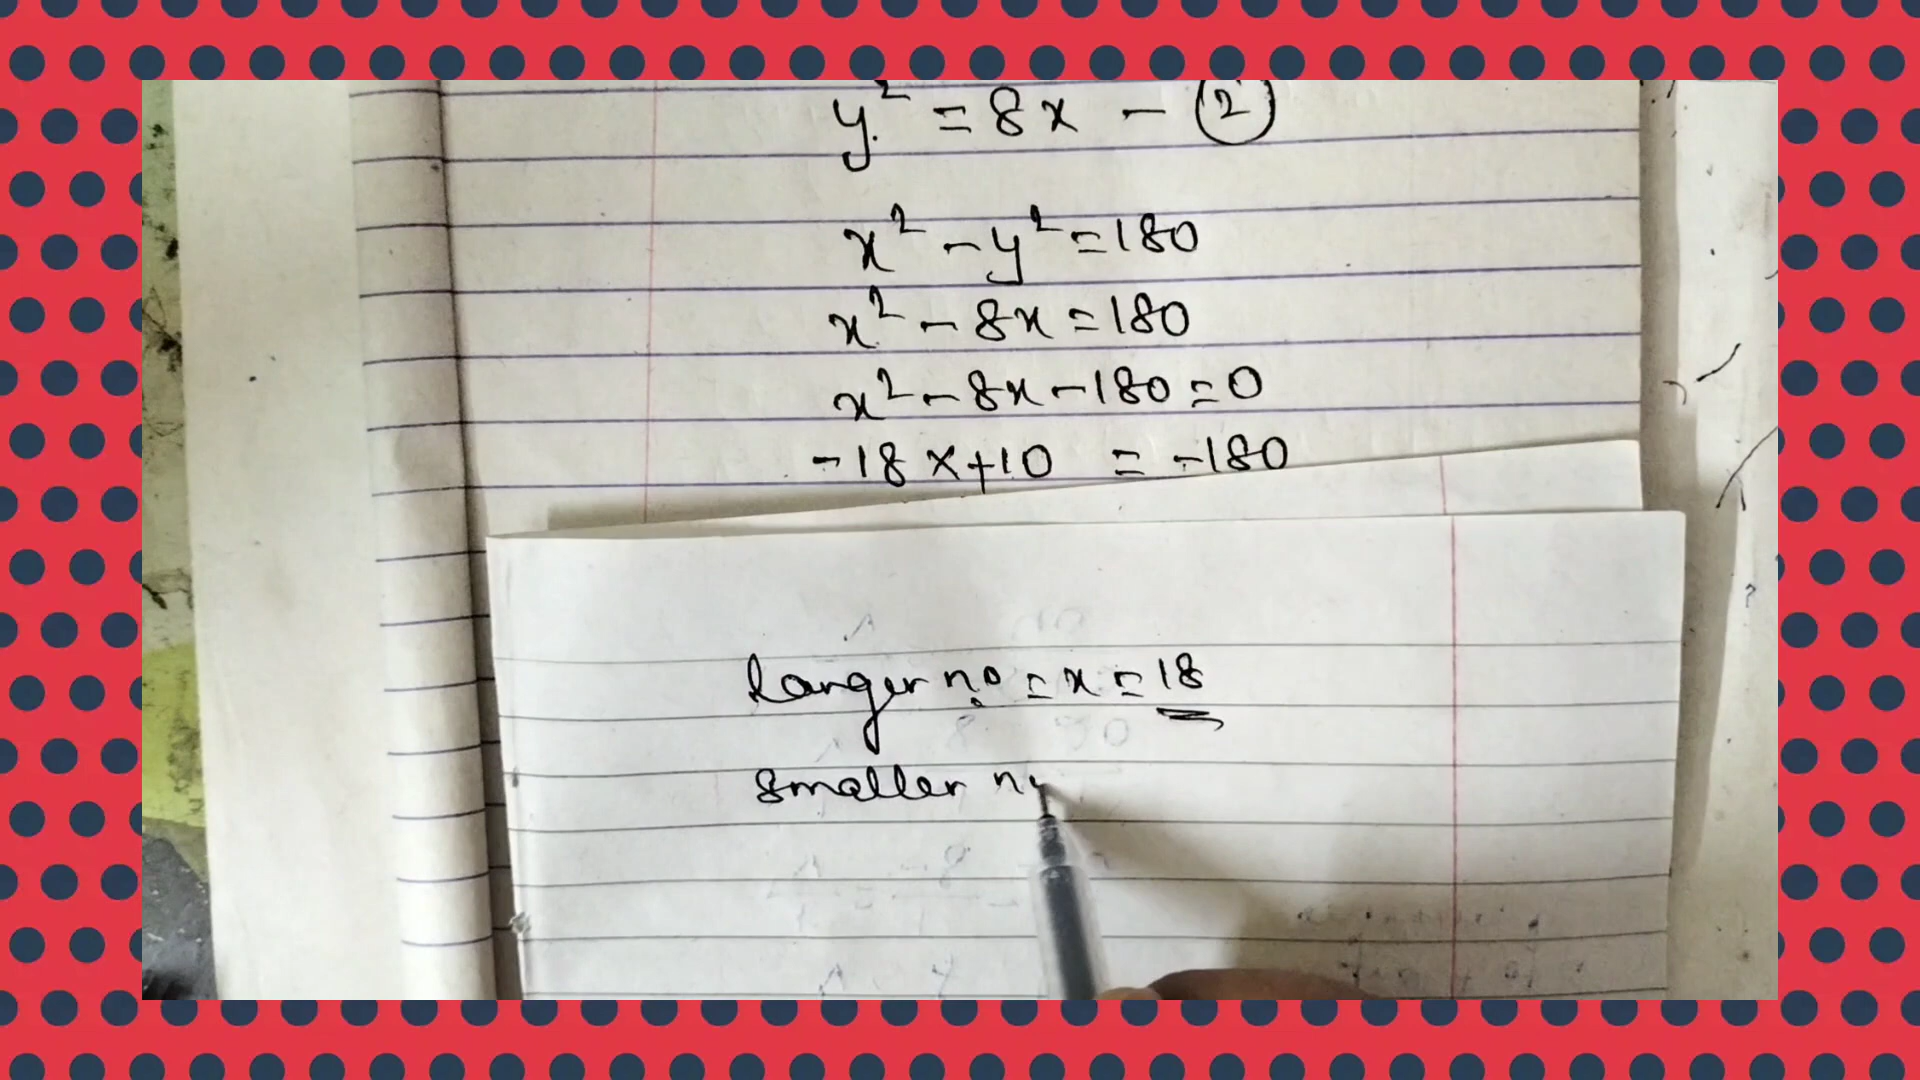 y² = 8x - ②
x² - y² = 180
x² - 8x = 180
x² - 8x - 180 = 0
-18 x +10 = -180
larger no = x = 18
smaller